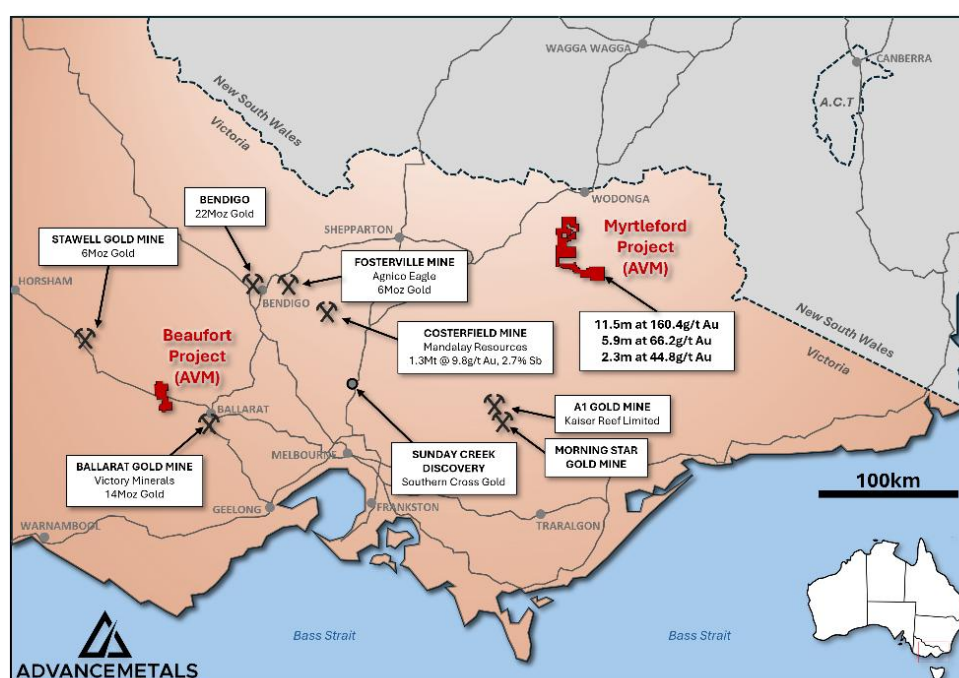 WAGGA WAGGA
CANBERRA
A.C.T
New South Wales
Victoria
BENDIGO
22Moz Gold
WODONGA
STAWELL GOLD MINE
6Moz Gold
SHEPPARTON
Myrtleford
Project
(AVM)
FOSTERVILLE MINE
Agnico Eagle
6Moz Gold
HORSHAM
BENDIGO
COSTERFIELD MINE
Mandalay Resources
1.3Mt @ 9.8g/t Au, 2.7% Sb
11.5m at 160.4g/t Au
5.9m at 66.2g/t Au
2.3m at 44.8g/t Au
New South Wales
Victoria
Beaufort
Project
(AVM)
BALLARAT
A1 GOLD MINE
Kaiser Reef Limited
MORNING STAR
GOLD MINE
BALLARAT GOLD MINE
Victory Minerals
14Moz Gold
MELBOURNE
SUNDAY CREEK
DISCOVERY
Southern Cross Gold
100km
GEELONG
FRANKSTON
TRARALGON
WARNAMBOOL
Bass Strait
Bass Strait
ADVANCEMETALS